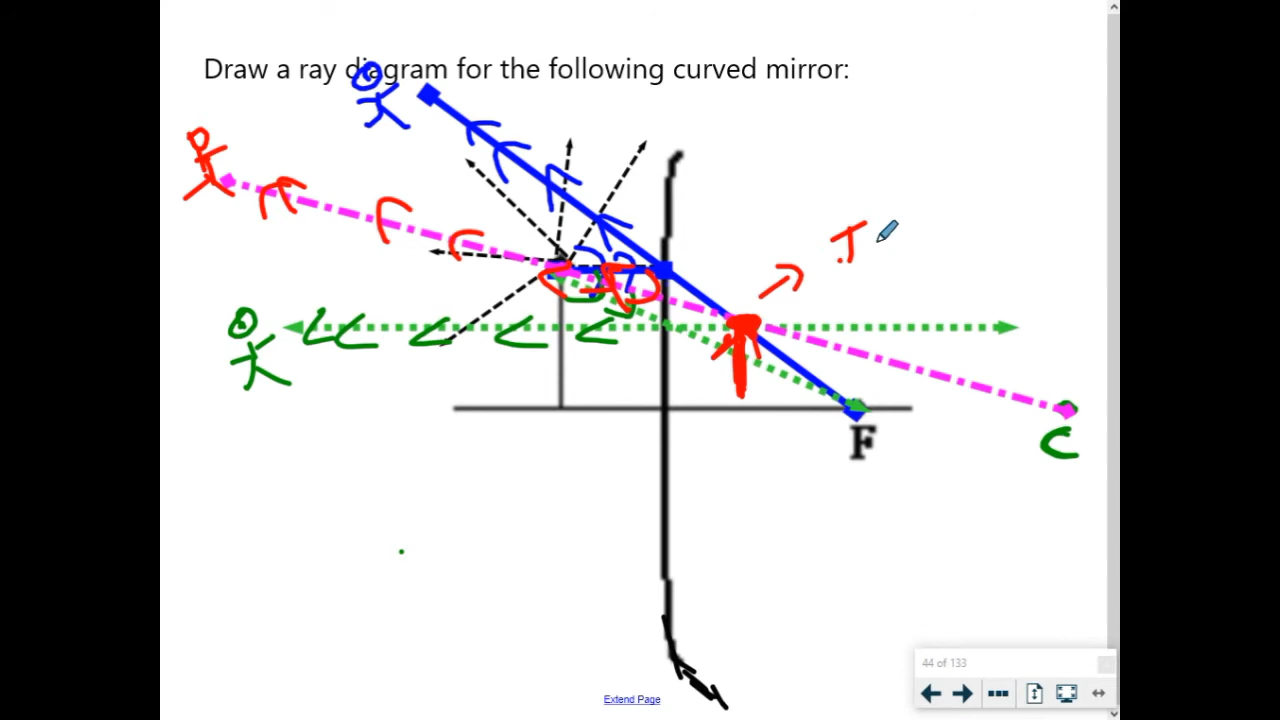 Draw a ray diagram for the following curved mirror:
I
F
C
44 of 133
Extend Page